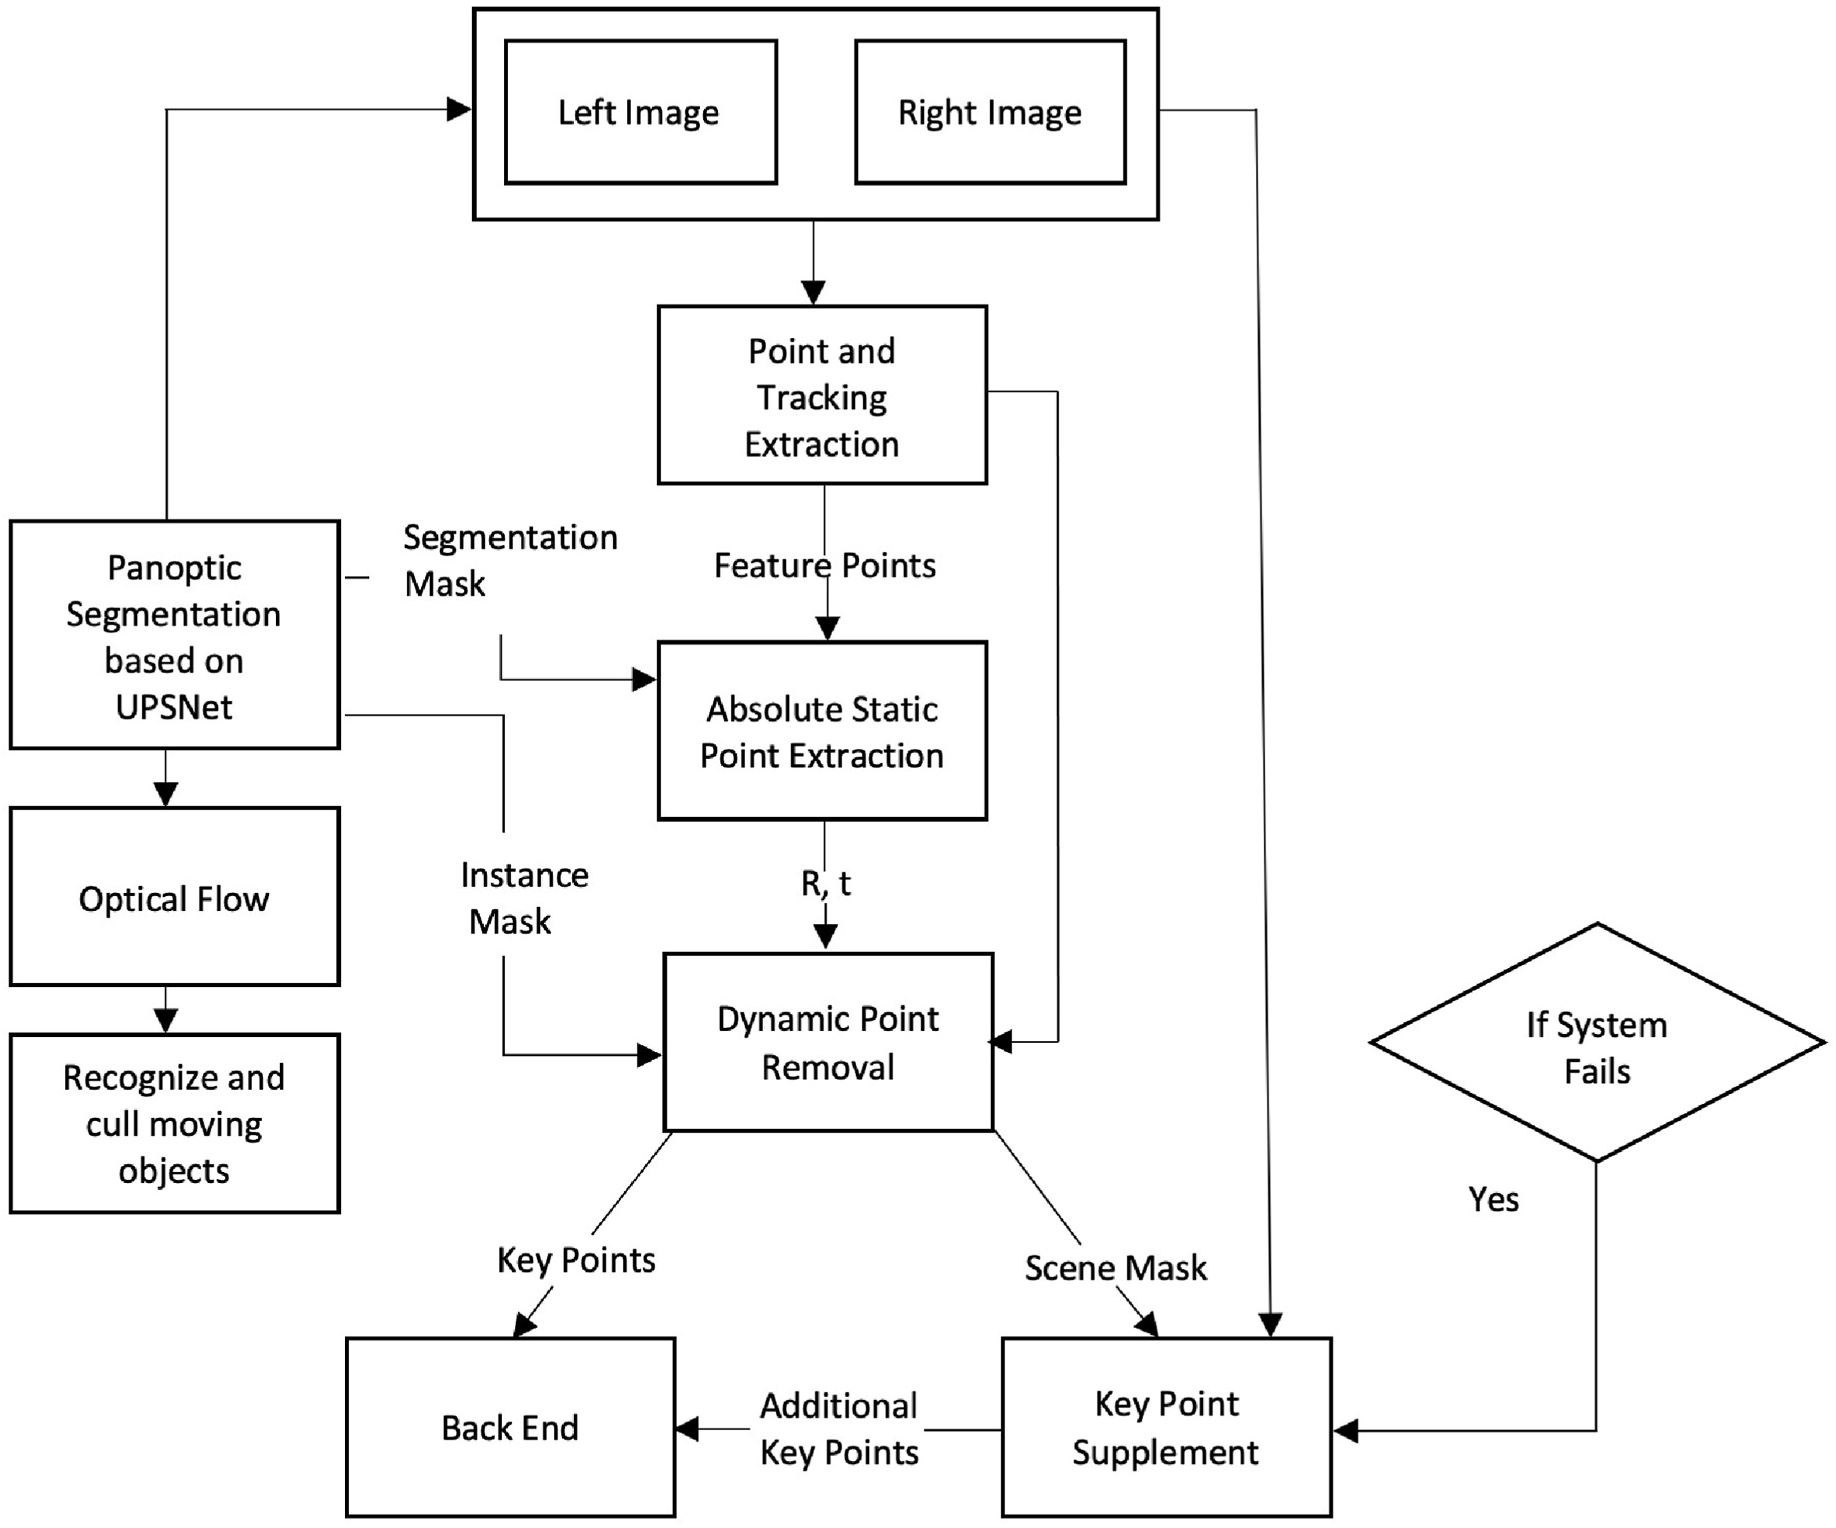 Left Image
Right Image
Point and
Tracking
Extraction
Segmentation
Mask
Feature Points
Panoptic
Segmentation
based on
UPSNet
Absolute Static
Point Extraction
Instance
Mask
R, t
Optical Flow
Dynamic Point
Removal
If System
Fails
Recognize and
cull moving
objects
Yes
Key Points
Scene Mask
Back End
Additional
Key Points
Key Point
Supplement